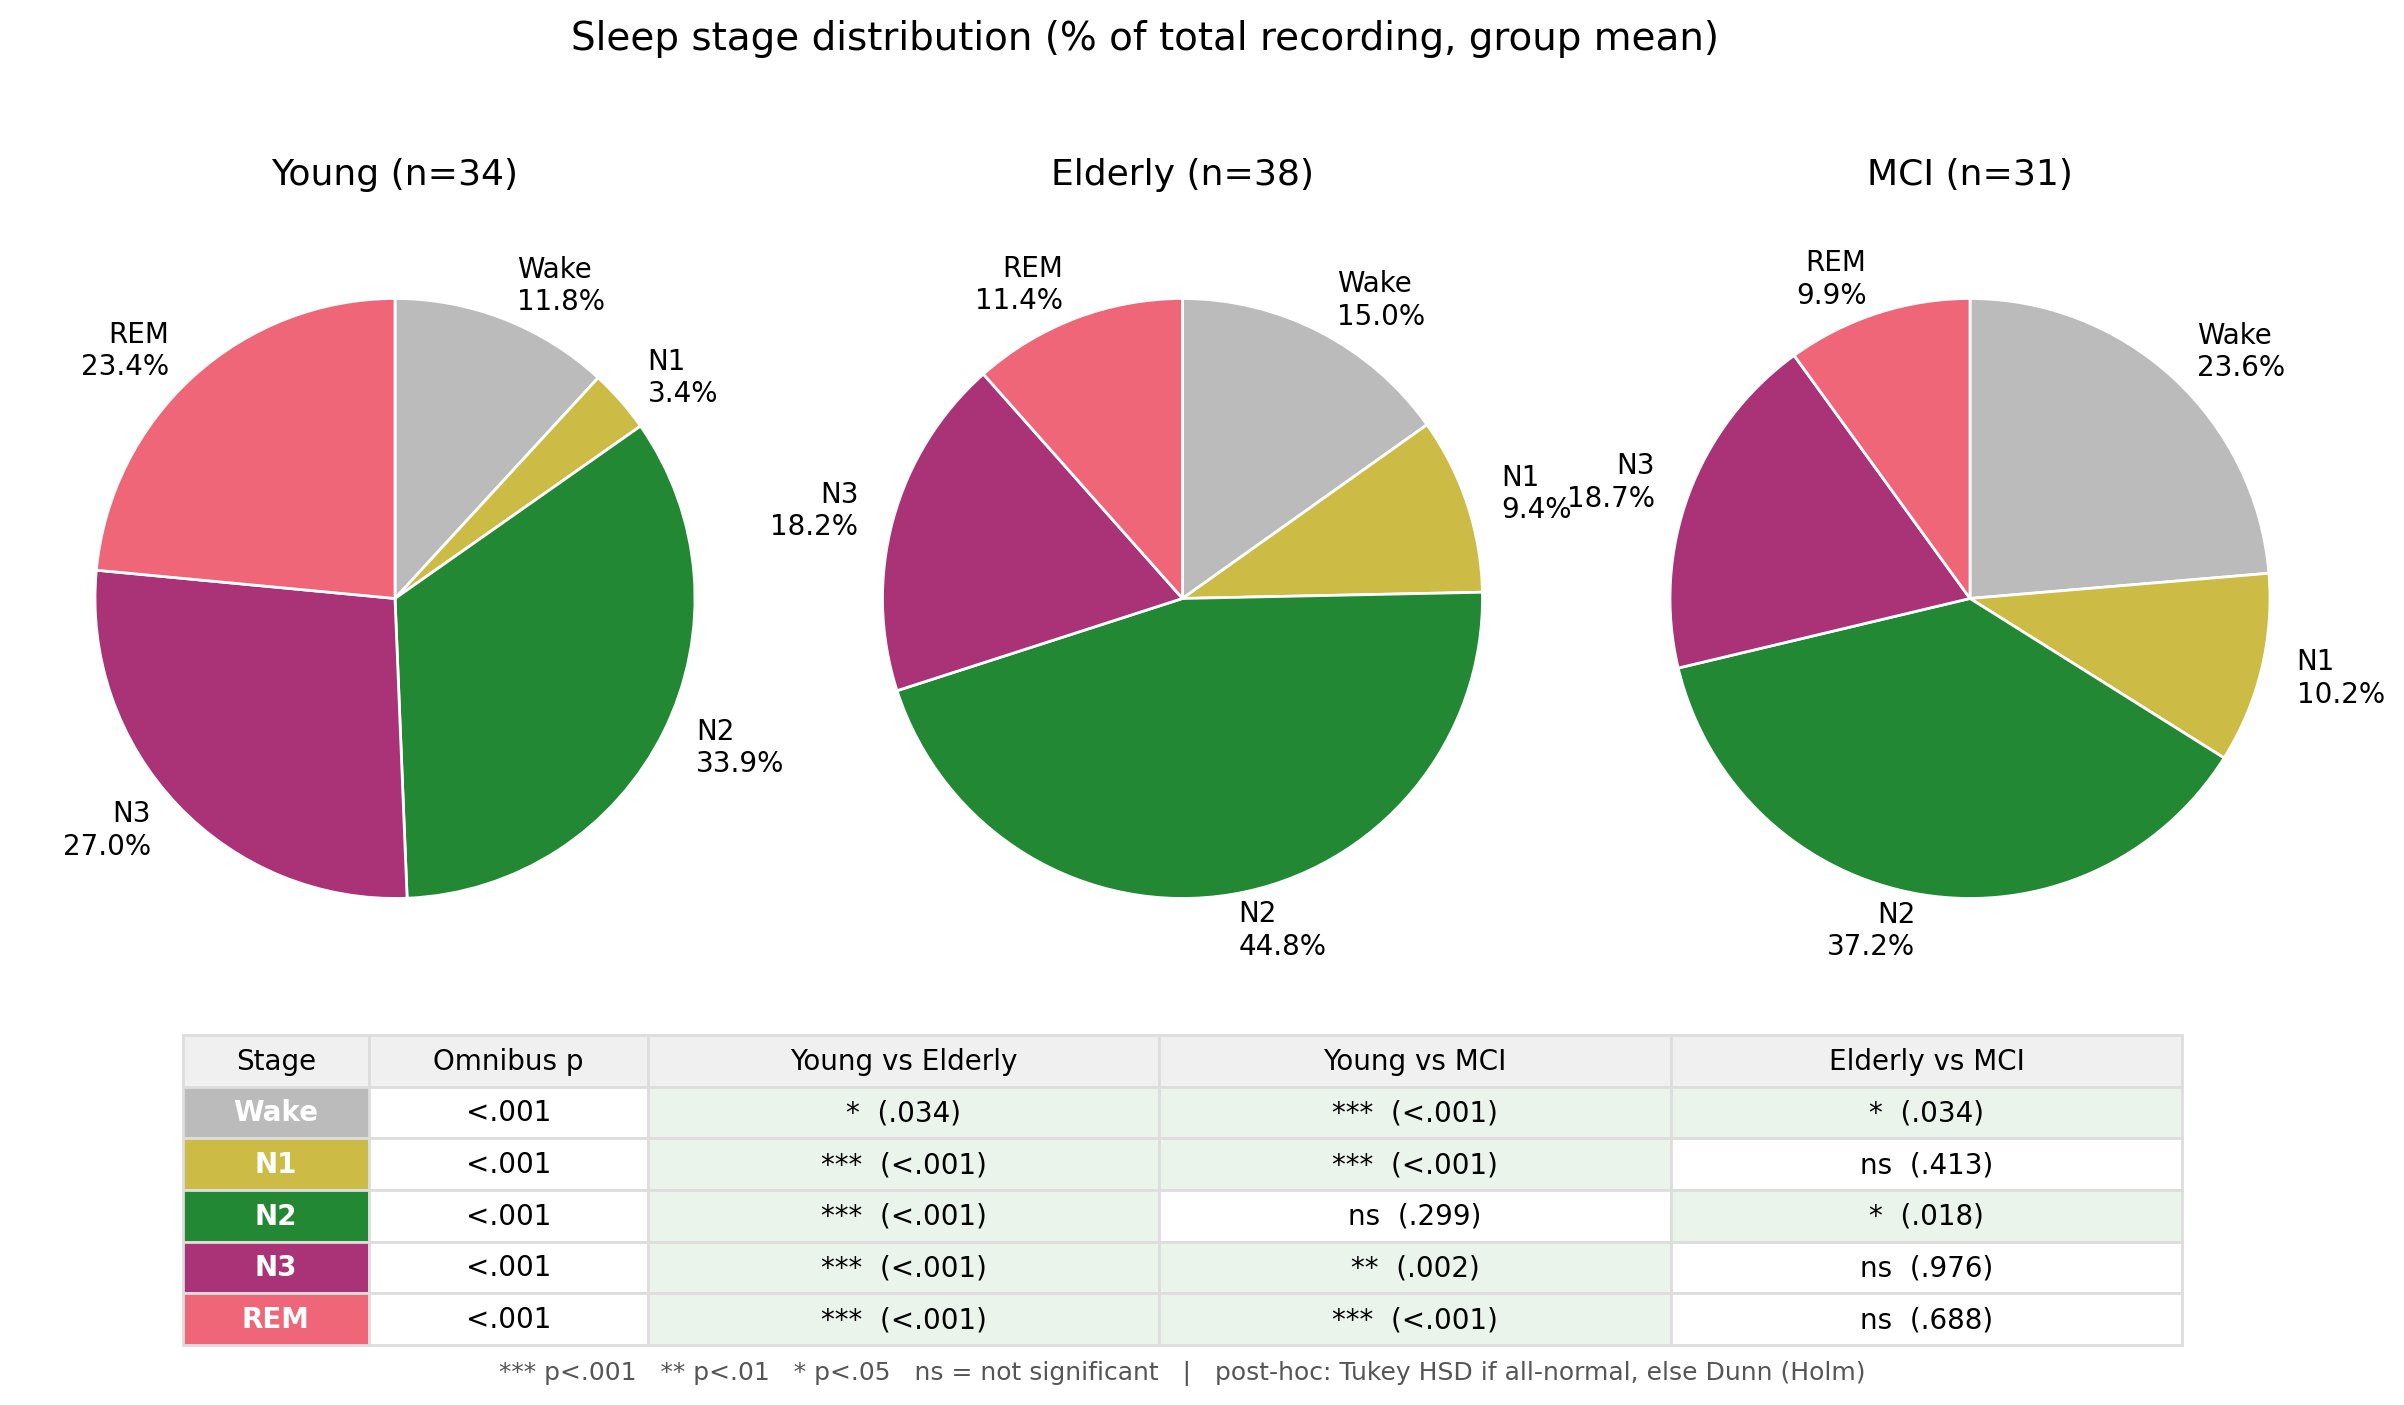 Sleep stage distribution (% of total recording, group mean)
Young (n=34)
Wake
11.8%
N1
3.4%
N2
33.9%
N3
27.0%
REM
23.4%
Elderly (n=38)
Wake
15.0%
N1
9.4%
N2
44.8%
N3
18.2%
REM
11.4%
MCI (n=31)
Wake
23.6%
N1
10.2%
N2
37.2%
N3
18.7%
REM
9.9%
Stage Omnibus p Young vs Elderly Young vs MCI Elderly vs MCI
Wake <.001 * (.034) *** (<.001) * (.034)
N1 <.001 *** (<.001) *** (<.001) ns (.413)
N2 <.001 *** (<.001) ns (.299) * (.018)
N3 <.001 *** (<.001) ** (.002) ns (.976)
REM <.001 *** (<.001) *** (<.001) ns (.688)
*** p<.001 ** p<.01 * p<.05 ns = not significant | post-hoc: Tukey HSD if all-normal, else Dunn (Holm)